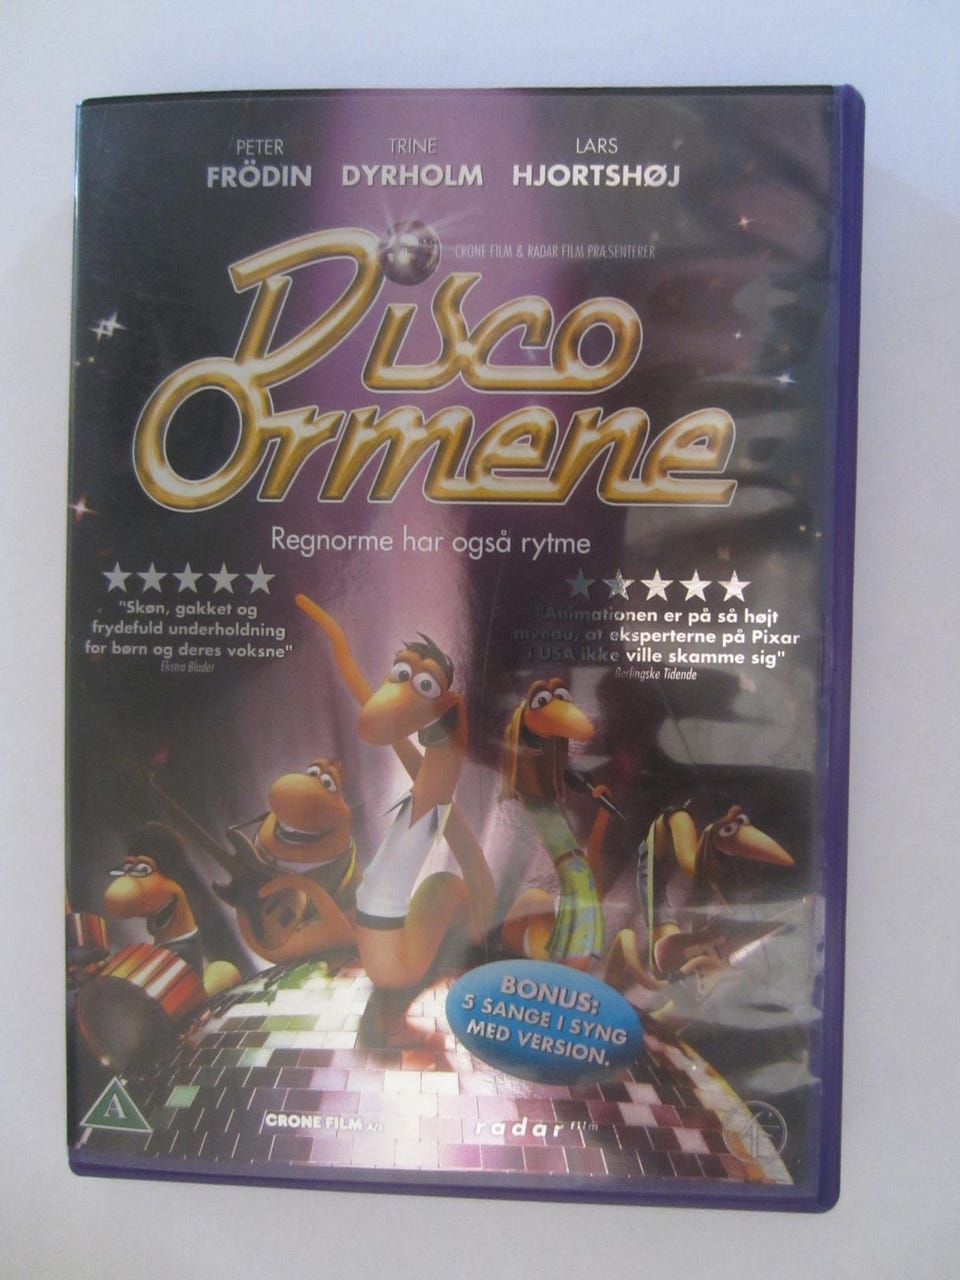 PETER
FRÖDIN
TRINE
DYRHOLM
LARS
HJORTSHØJ
CRONE FILM & RADAR FILM PRÆSENTERER
Disco
Ormene
Regnorme har også rytme
"Skøn, gakket og
frydefuld underholdning
for børn og deres voksne"
Ekstra Bladet
"Animationen er på så højt
niveau, at eksperterne på Pixar
i USA ikke ville skamme sig"
Berlingske Tidende
BONUS:
5 SANGE I SYNG
MED VERSION.
A
CRONE FILM A/S
radar film